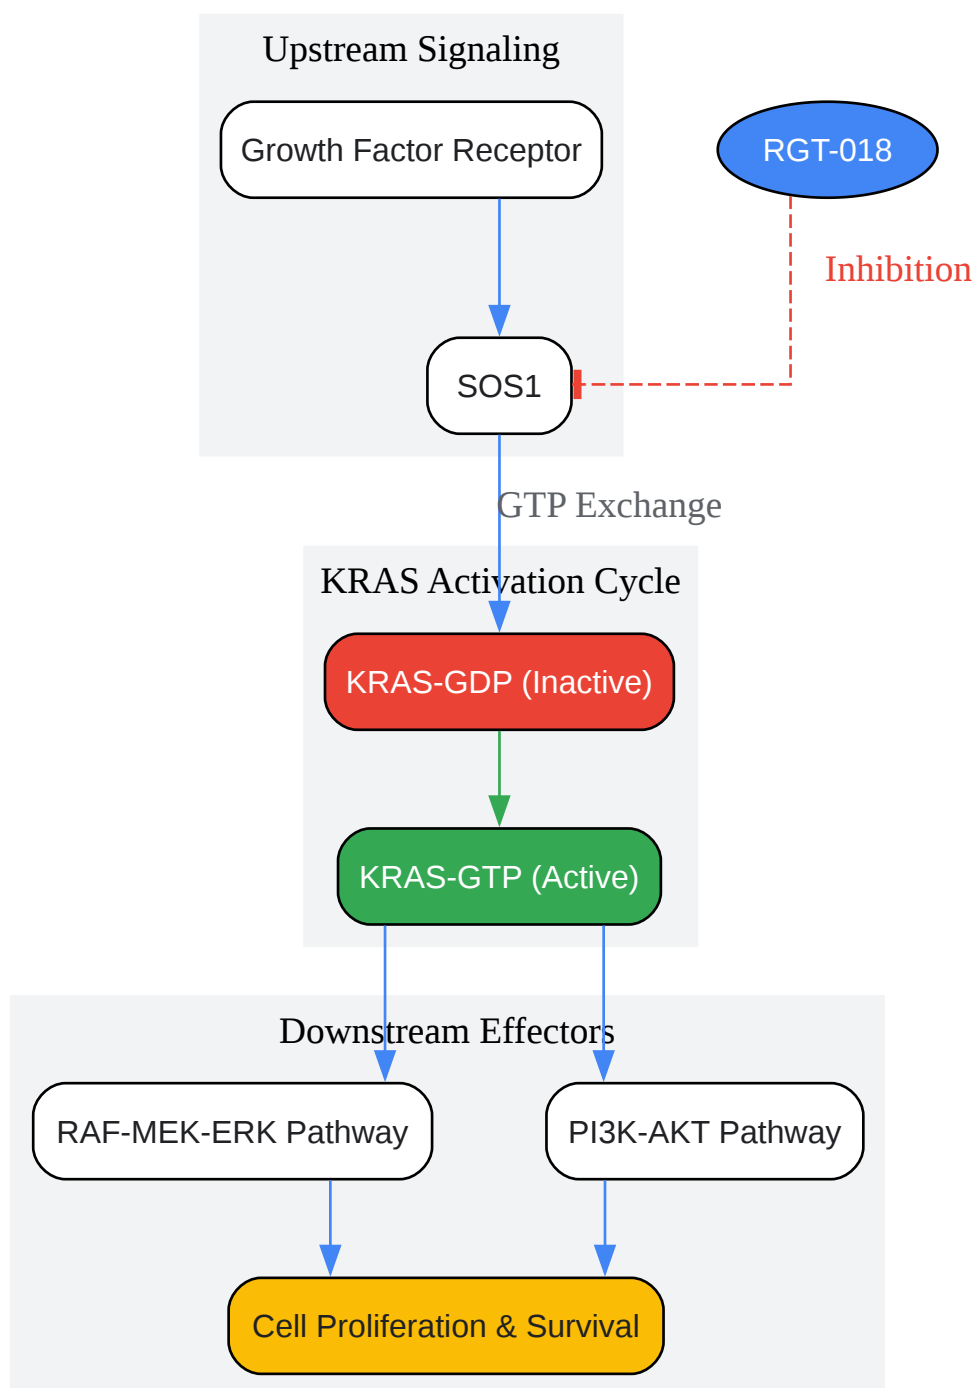 Upstream Signaling
Growth Factor Receptor
RGT-018
Inhibition
SOS1
GTP Exchange
KRAS Activation Cycle
KRAS-GDP (Inactive)
KRAS-GTP (Active)
Downstream Effectors
RAF-MEK-ERK Pathway
PI3K-AKT Pathway
Cell Proliferation & Survival